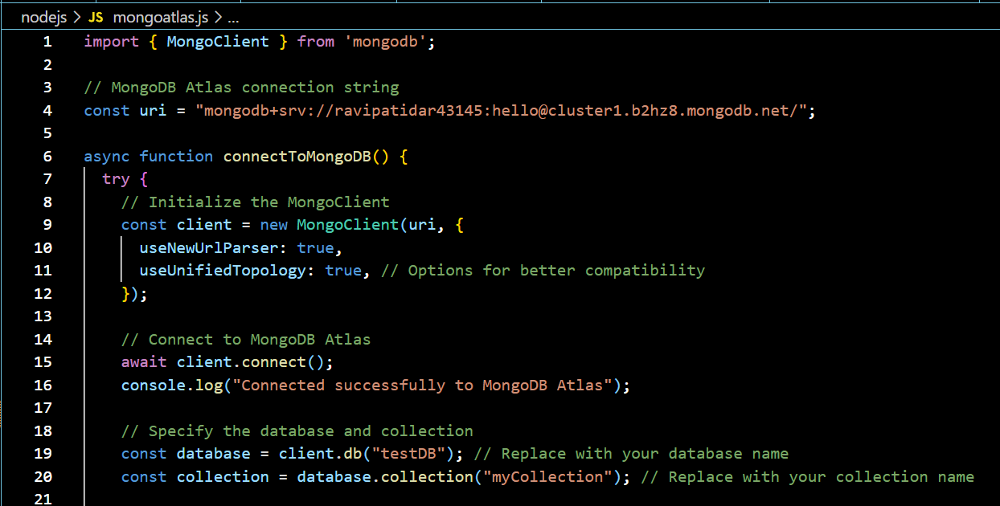 nodejs > JS mongoatlas.js > ...
1 import { MongoClient } from 'mongodb';
2
3 // MongoDB Atlas connection string
4 const uri = "mongodb+srv://ravipatidar43145:hello@cluster1.b2hz8.mongodb.net/";
5
6 async function connectToMongoDB() {
7 try {
8 // Initialize the MongoClient
9 const client = new MongoClient(uri, {
10 useNewUrlParser: true,
11 useUnifiedTopology: true, // Options for better compatibility
12 });
13
14 // Connect to MongoDB Atlas
15 await client.connect();
16 console.log("Connected successfully to MongoDB Atlas");
17
18 // Specify the database and collection
19 const database = client.db("testDB"); // Replace with your database name
20 const collection = database.collection("myCollection"); // Replace with your collection name
21